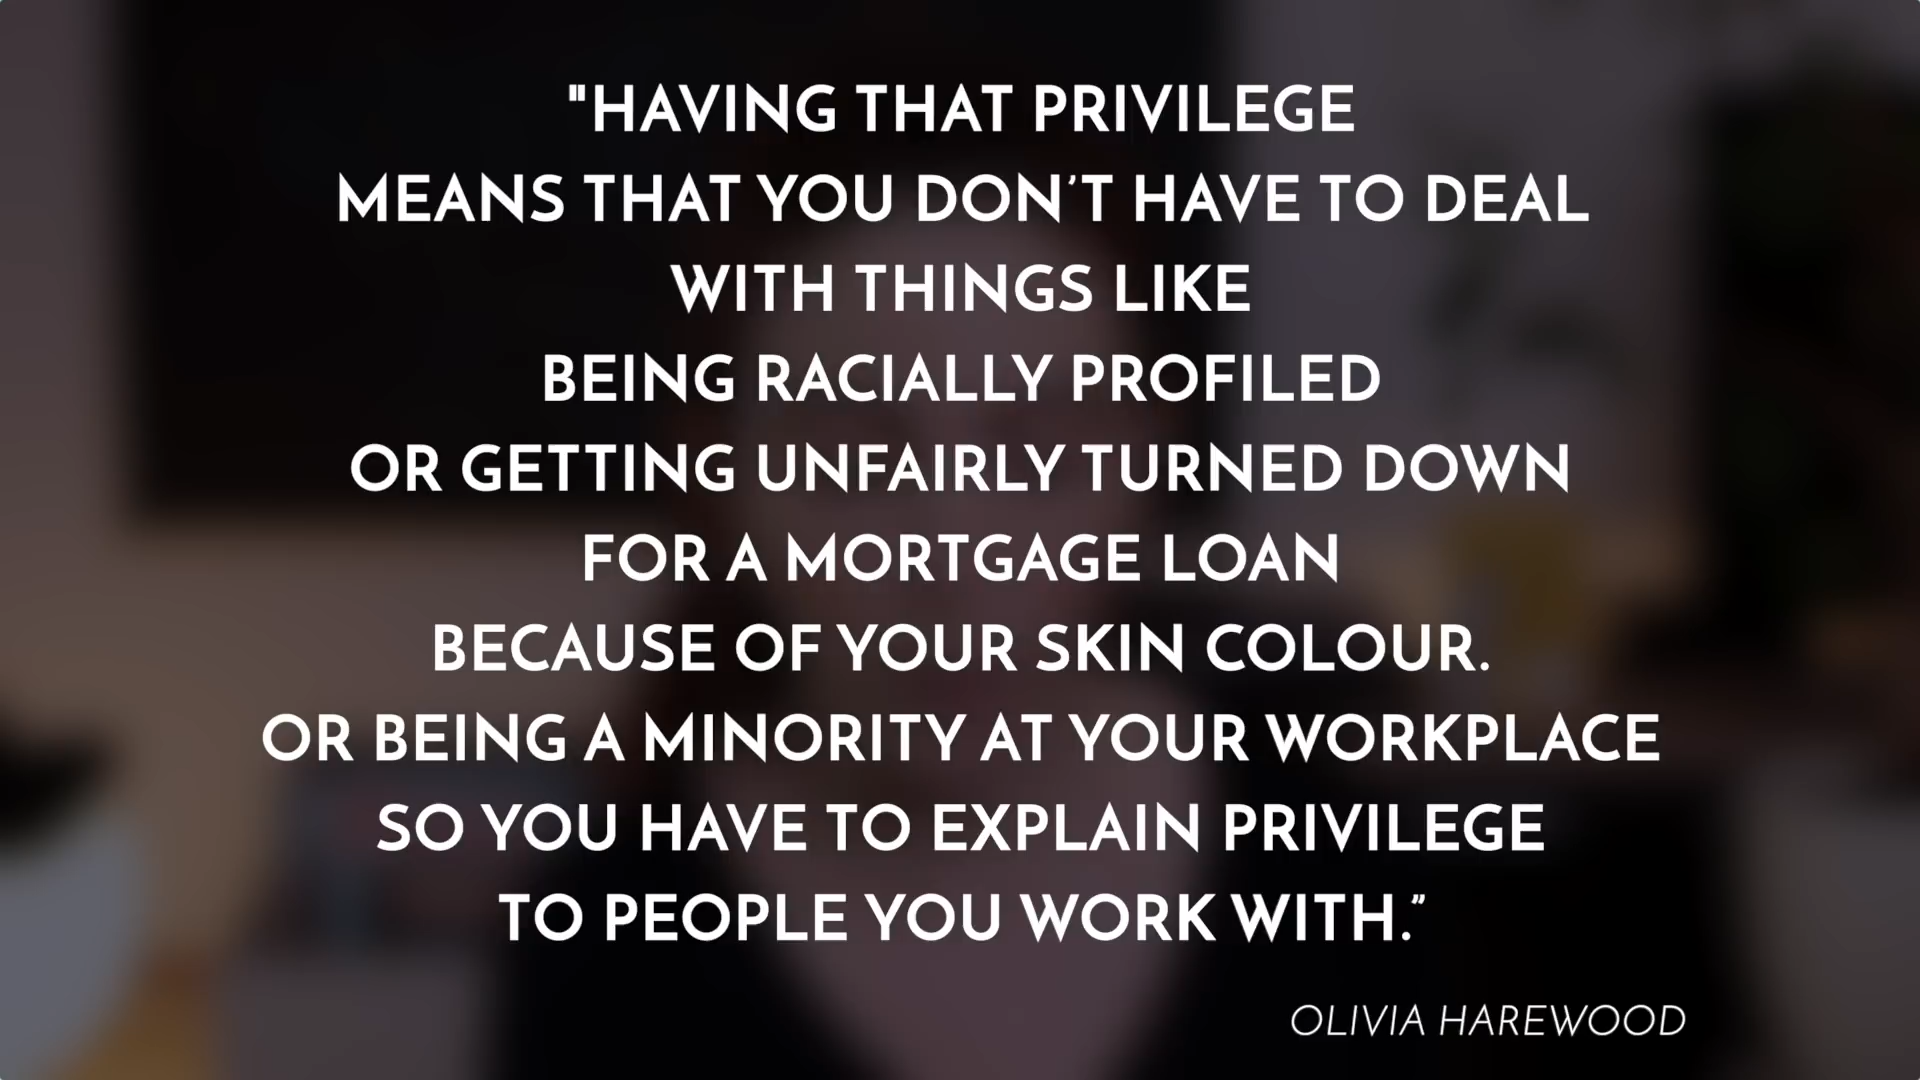 "HAVING THAT PRIVILEGE
MEANS THAT YOU DON'T HAVE TO DEAL
WITH THINGS LIKE
BEING RACIALLY PROFILED
OR GETTING UNFAIRLY TURNED DOWN
FOR A MORTGAGE LOAN
BECAUSE OF YOUR SKIN COLOUR.
OR BEING A MINORITY AT YOUR WORKPLACE
SO YOU HAVE TO EXPLAIN PRIVILEGE
TO PEOPLE YOU WORK WITH.”
OLIVIA HAREWOOD